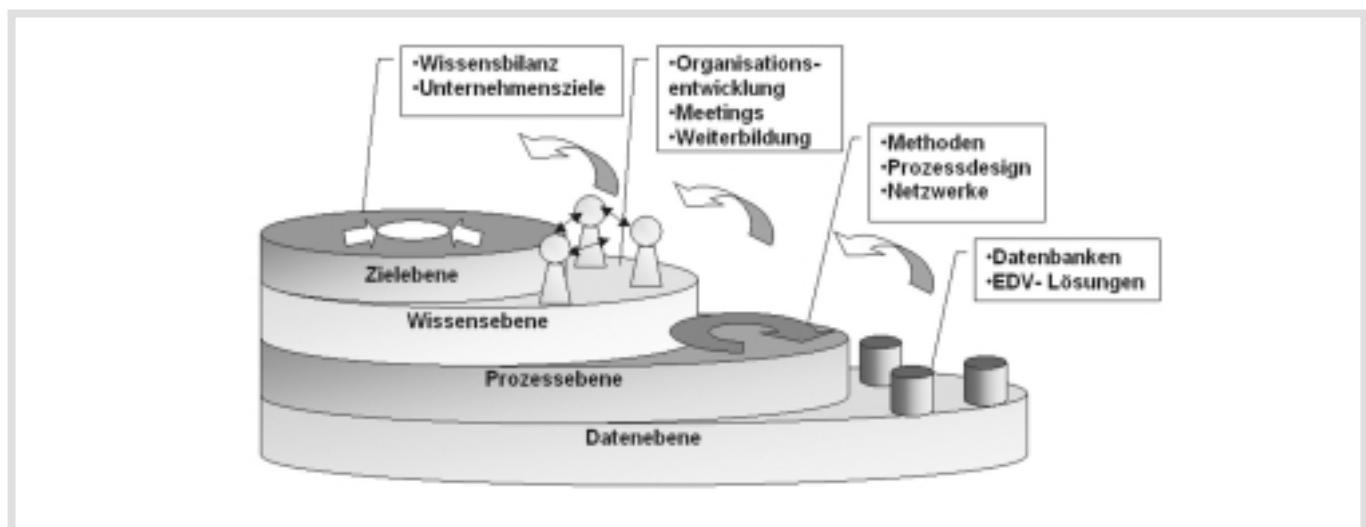 •Wissensbilanz
•Unternehmensziele
•Organisations-
entwicklung
•Meetings
•Weiterbildung
•Methoden
•Prozessdesign
•Netzwerke
•Datenbanken
•EDV- Lösungen
Zielebene
Wissensebene
Prozessebene
Datenebene